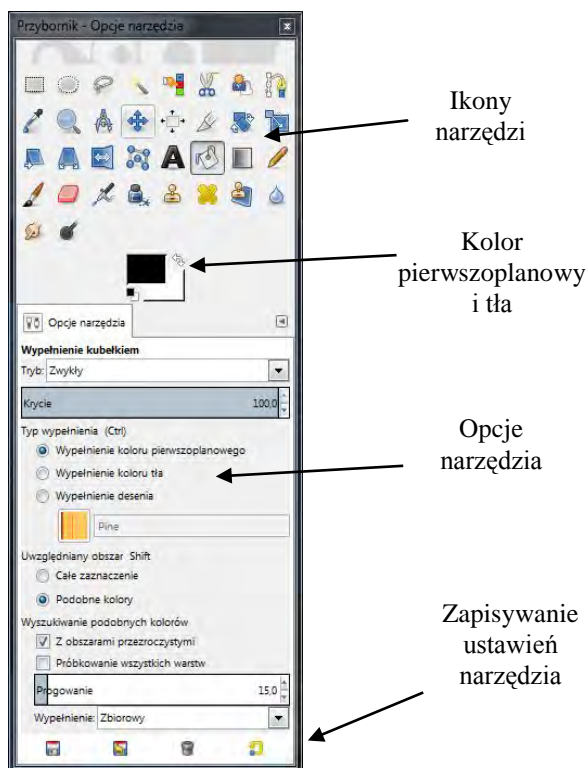 Przybornik - Opcje narzędzia
Ikony
narzędzi
Kolor
pierwszoplanowy
i tła
Opcje narzędzia
Wypełnienie kubełkiem
Tryb: Zwykły
Krycie 100,0
Typ wypełnienia (Ctrl)
Wypełnienie koloru pierwszoplanowego
Wypełnienie koloru tła
Wypełnienie desenia
Pine
Opcje
narzędzia
Uwzględniany obszar Shift
Całe zaznaczenie
Podobne kolory
Wyszukiwanie podobnych kolorów
Z obszarami przezroczystymi
Próbkowanie wszystkich warstw
Progowanie 15,0
Wypełnienie: Zbiorowy
Zapisywanie
ustawień
narzędzia